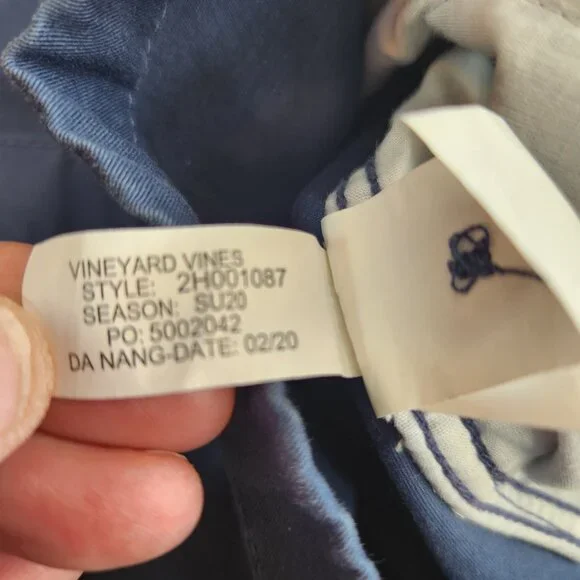 VINEYARD VINES
STYLE: 2H001087
SEASON: SU20
PO: 5002042
DA NANG-DATE: 02/20